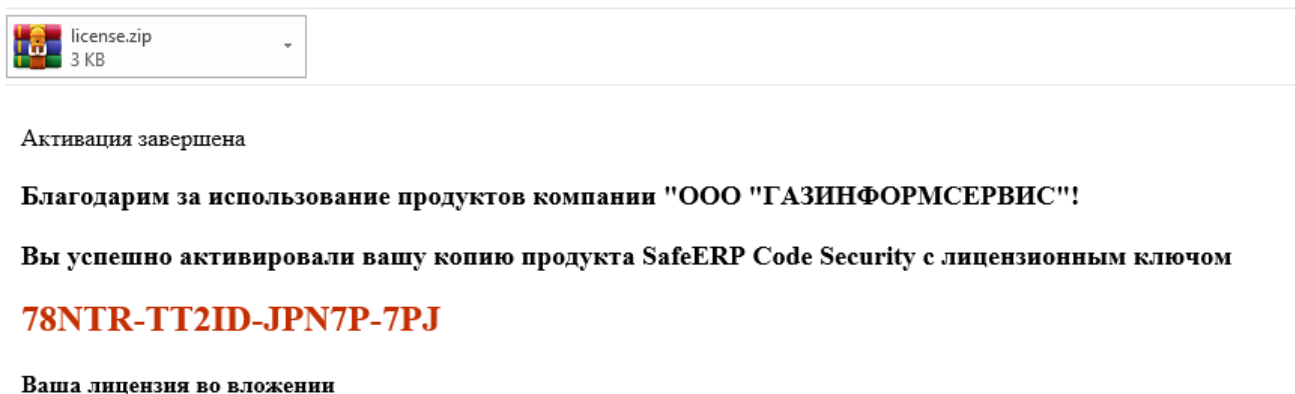 license.zip
3 KB
Активация завершена
Благодарим за использование продуктов компании "ООО "ГАЗИНФОРМСЕРВИС"!
Вы успешно активировали вашу копию продукта SafeERP Code Security с лицензионным ключом
78NTR-TT2ID-JPN7P-7PJ
Ваша лицензия во вложении